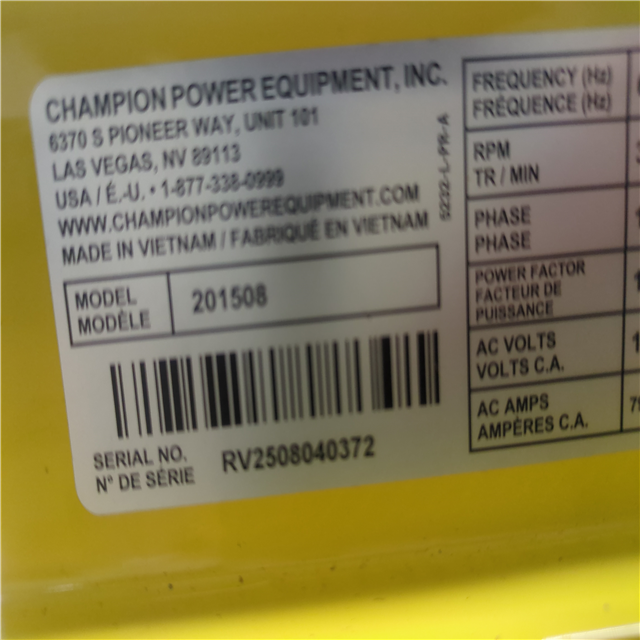 CHAMPION POWER EQUIPMENT, INC.
6370 S PIONEER WAY, UNIT 101
LAS VEGAS, NV 89113
USA / É.-U. • 1-877-338-0999
WWW.CHAMPIONPOWEREQUIPMENT.COM
MADE IN VIETNAM / FABRIQUÉ EN VIETNAM
5232-L-PR-A
MODEL
MODÈLE
201508
SERIAL NO.
N° DE SÉRIE
RV2508040372
FREQUENCY (Hz)
FRÉQUENCE (Hz)
RPM
TR / MIN
PHASE
PHASE
POWER FACTOR
FACTEUR DE
PUISSANCE
AC VOLTS
VOLTS C.A.
AC AMPS
AMPÈRES C.A.